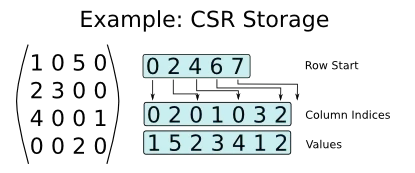 Example: CSR Storage
1 0 5 0
2 3 0 0
4 0 0 1
0 0 2 0
0 2 4 6 7
Row Start
0 2 0 1 0 3 2
Column Indices
1 5 2 3 4 1 2
Values